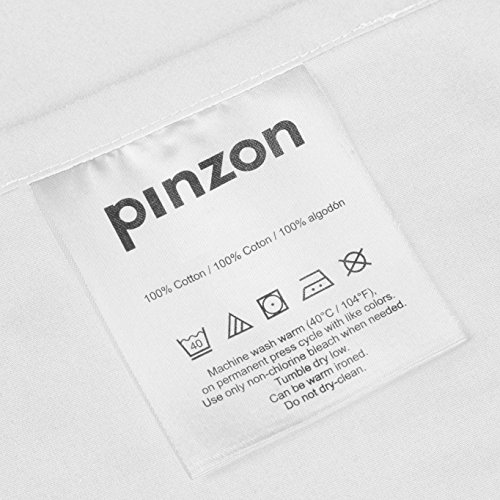 pinzon
100% Cotton / 100% Coton / 100% algodón
40
Machine wash warm (40°C / 104°F),
on permanent press cycle with like colors.
Use only non-chlorine bleach when needed.
Tumble dry low.
Can be warm ironed.
Do not dry-clean.